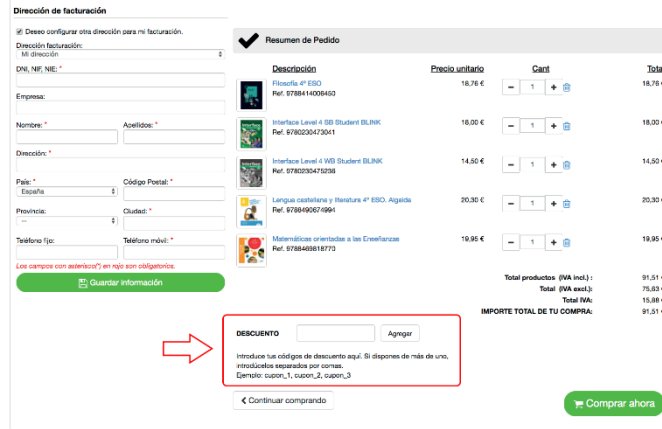 Dirección de facturación
Deseo configurar otra dirección para mi facturación.
Dirección facturación:
Mi dirección
DNI, NIF, NIE: *
Empresa:
Nombre: *
Apellidos: *
Dirección: *
País: *
Código Postal: *
España
Provincia:
Ciudad: *
--
Teléfono fijo:
Teléfono móvil: *
Los campos con asterisco(*) en rojo son obligatorios.
Guardar información
Resumen de Pedido
Descripción Precio unitario Cant Total
Filosofía 4º ESO 18,76 € - 1 + 18,76
Ref. 9788414006450
Interface Level 4 SB Student BLINK 18,00 € - 1 + 18,00
Ref. 9780230473041
Interface Level 4 WB Student BLINK 14,50 € - 1 + 14,50
Ref. 9780230475236
Lengua castellana y literatura 4º ESO. Algaida 20,30 € - 1 + 20,30
Ref. 9788490674994
Matemáticas orientadas a las Enseñanzas 19,95 € - 1 + 19,95
Ref. 9788469818770
Total productos (IVA incl.) : 91,51
Total (IVA excl.): 75,63
Total IVA: 15,88
IMPORTE TOTAL DE TU COMPRA: 91,51
DESCUENTO Agregar
Introduce tus códigos de descuento aquí. Si dispones de más de uno,
introdúcelos separados por comas.
Ejemplo: cupon_1, cupon_2, cupon_3
Continuar comprando
Comprar ahora